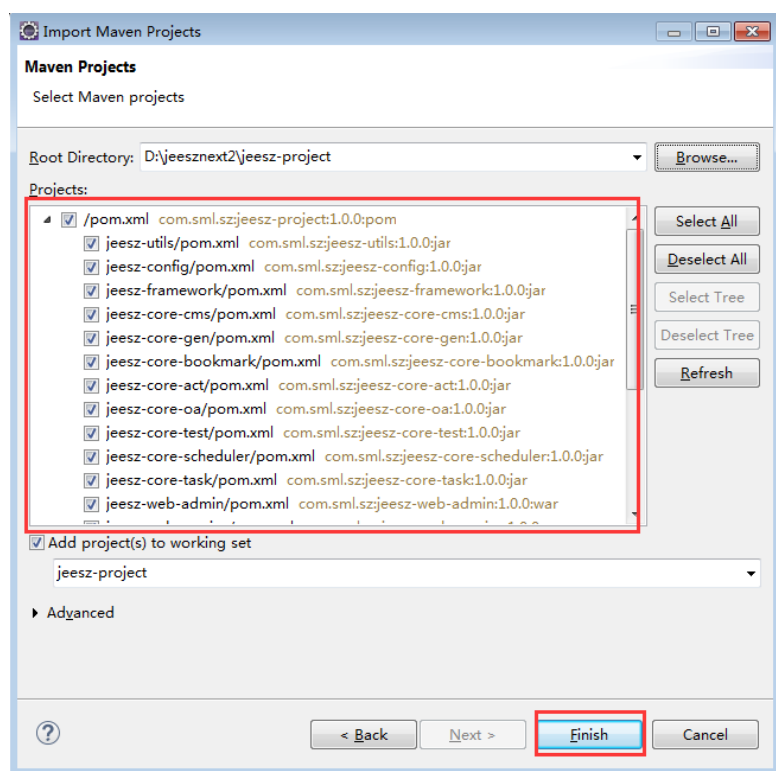 Import Maven Projects
Maven Projects
Select Maven projects
Root Directory: D:\jeesznext2\jeesz-project Browse...
Projects:
/pom.xml com.sml.sz:jeesz-project:1.0.0:pom
jeesz-utils/pom.xml com.sml.sz:jeesz-utils:1.0.0:jar
jeesz-config/pom.xml com.sml.sz:jeesz-config:1.0.0:jar
jeesz-framework/pom.xml com.sml.sz:jeesz-framework:1.0.0:jar
jeesz-core-cms/pom.xml com.sml.sz:jeesz-core-cms:1.0.0:jar
jeesz-core-gen/pom.xml com.sml.sz:jeesz-core-gen:1.0.0:jar
jeesz-core-bookmark/pom.xml com.sml.sz:jeesz-core-bookmark:1.0.0:jar
jeesz-core-act/pom.xml com.sml.sz:jeesz-core-act:1.0.0:jar
jeesz-core-oa/pom.xml com.sml.sz:jeesz-core-oa:1.0.0:jar
jeesz-core-test/pom.xml com.sml.sz:jeesz-core-test:1.0.0:jar
jeesz-core-scheduler/pom.xml com.sml.sz:jeesz-core-scheduler:1.0.0:jar
jeesz-core-task/pom.xml com.sml.sz:jeesz-core-task:1.0.0:jar
jeesz-web-admin/pom.xml com.sml.sz:jeesz-web-admin:1.0.0:war
Select All
Deselect All
Select Tree
Deselect Tree
Refresh
Add project(s) to working set
jeesz-project
Advanced
< Back Next > Finish Cancel